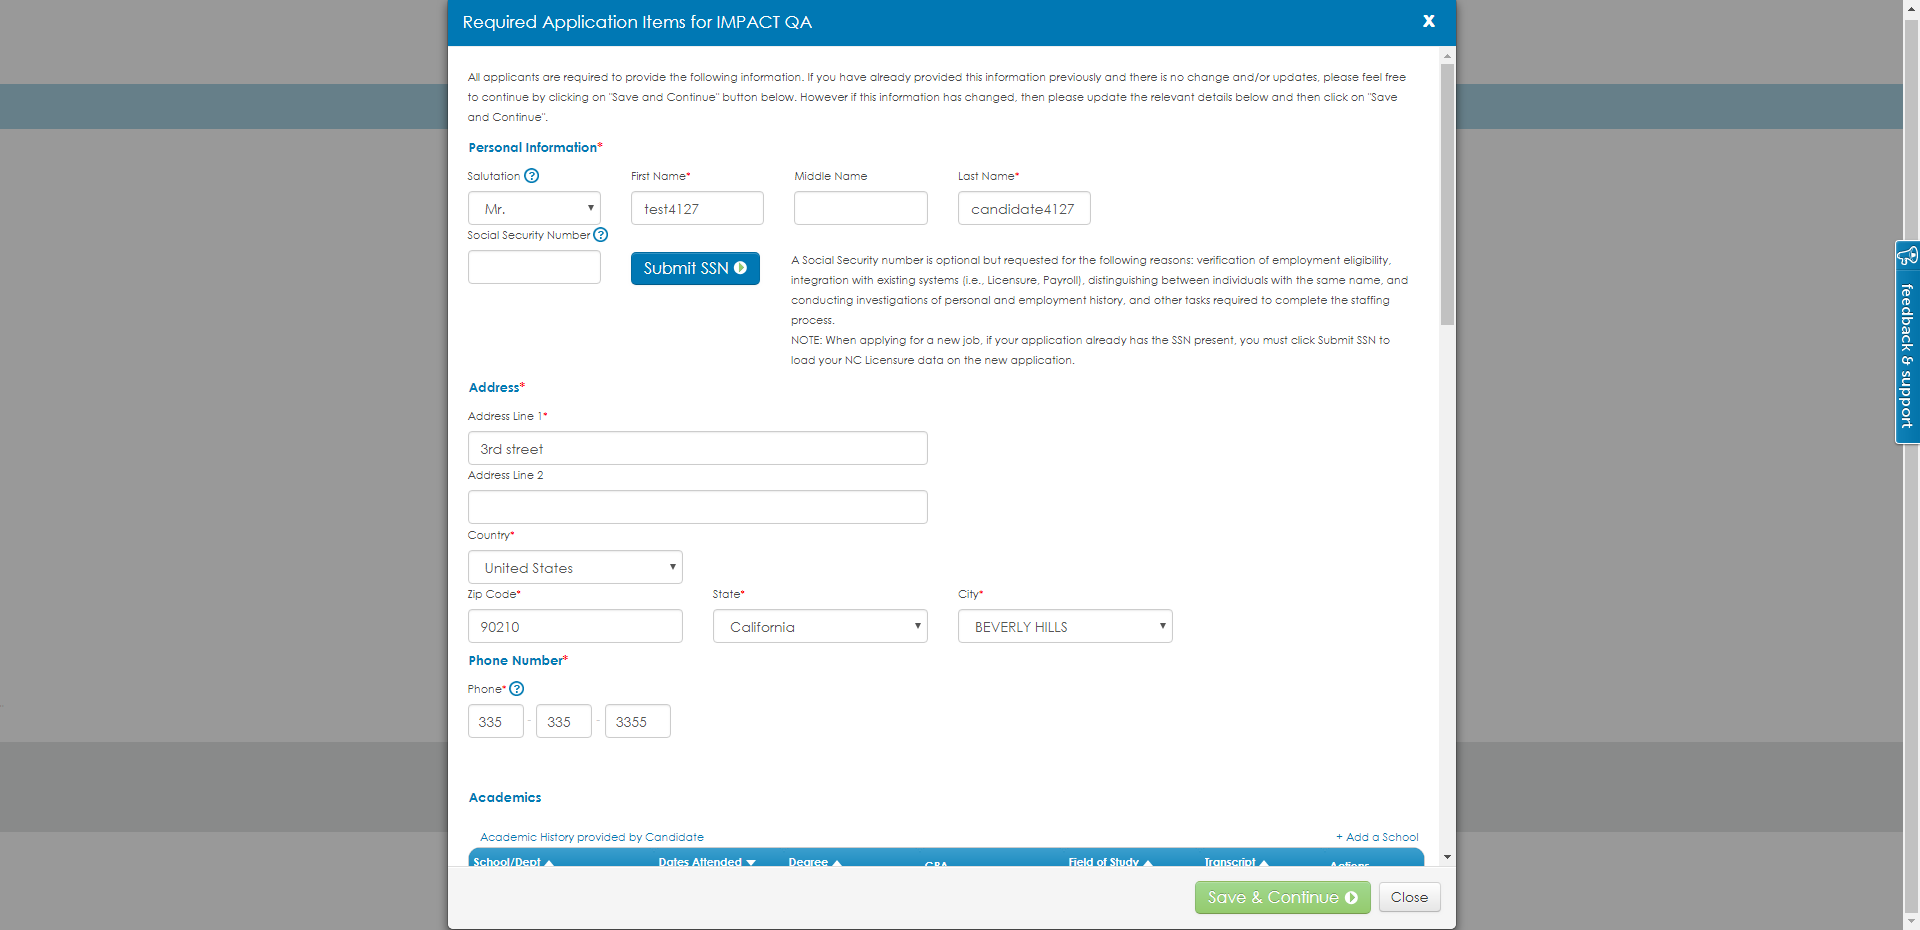 Required Application Items for IMPACT QA
X
All applicants are required to provide the following information. If you have already provided this information previously and there is no change and/or updates, please feel free
to continue by clicking on "Save and Continue" button below. However if this information has changed, then please update the relevant details below and then click on "Save
and Continue".
Personal Information*
Salutation ? First Name* Middle Name Last Name*
Mr. test4127 candidate4127
Social Security Number ?
Submit SSN
A Social Security number is optional but requested for the following reasons: verification of employment eligibility,
integration with existing systems (i.e., Licensure, Payroll), distinguishing between individuals with the same name, and
conducting investigations of personal and employment history, and other tasks required to complete the staffing
process.
NOTE: When applying for a new job, if your application already has the SSN present, you must click Submit SSN to
load your NC Licensure data on the new application.
Address*
Address Line 1*
3rd street
Address Line 2
Country*
United States
Zip Code* State* City*
90210 California BEVERLY HILLS
Phone Number*
Phone* ?
335 - 335 - 3355
Academics
Academic History provided by Candidate + Add a School
School/Dept Dates Attended Degree GPA Field of Study Transcript Actions
Save & Continue Close
feedback & support